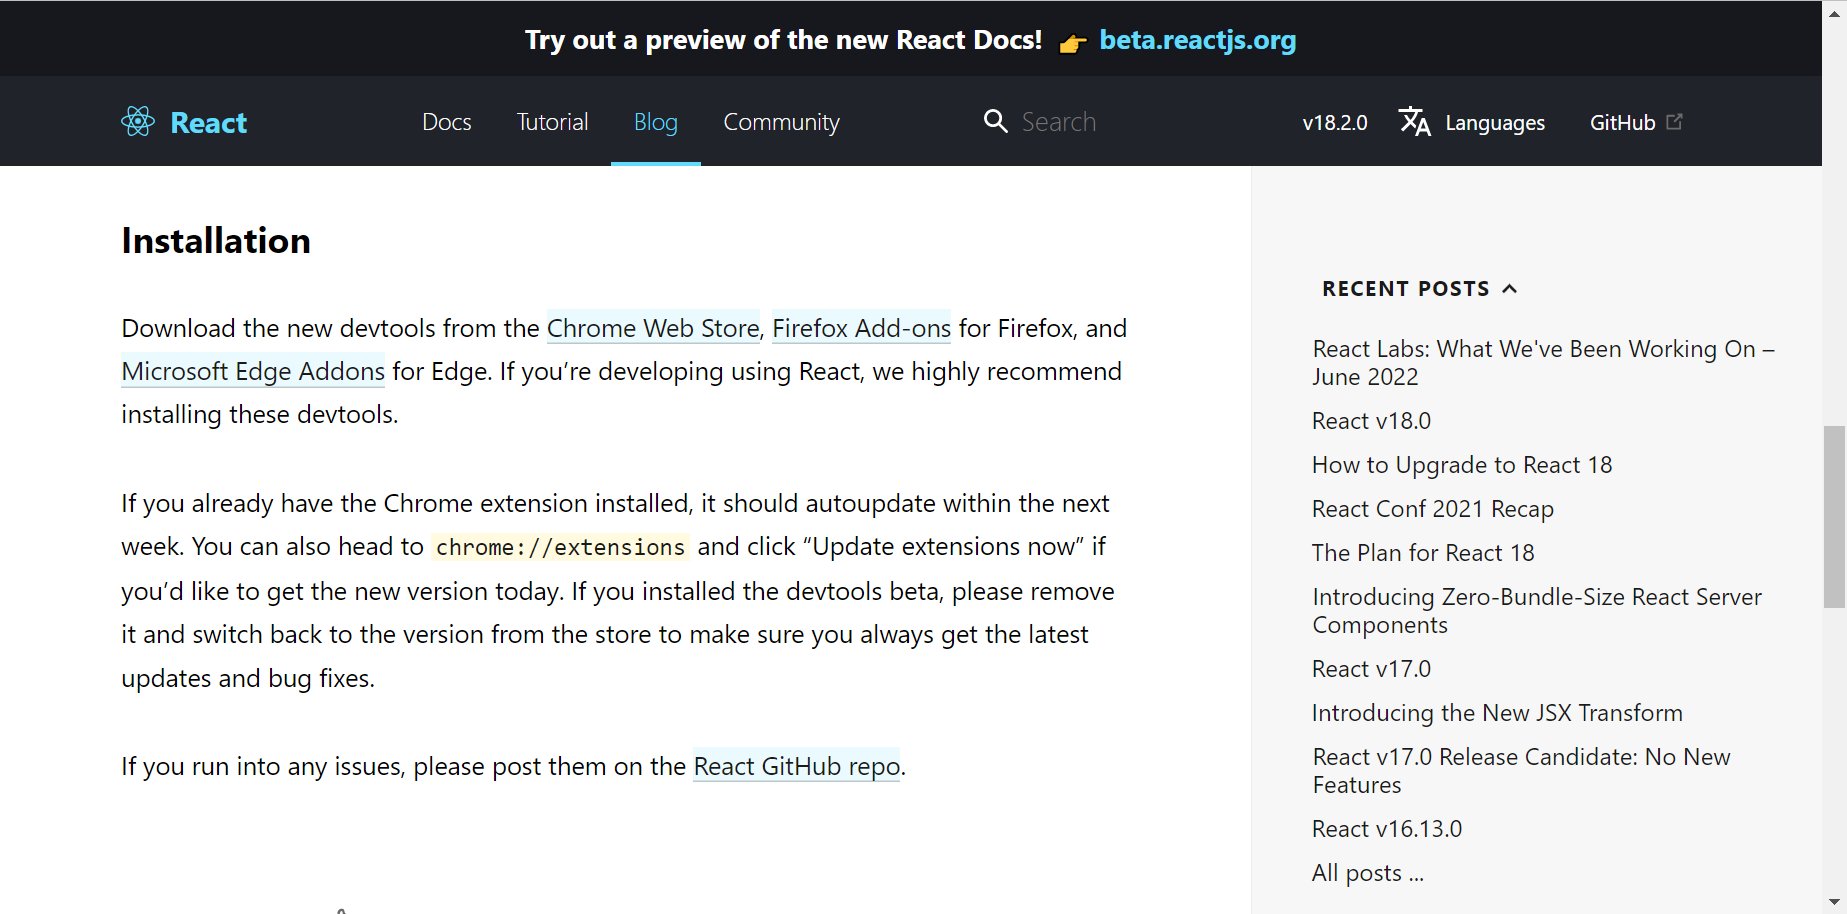 Try out a preview of the new React Docs! 👉 beta.reactjs.org
React
Docs
Tutorial
Blog
Community
Search
v18.2.0
Languages
GitHub
Installation
Download the new devtools from the Chrome Web Store, Firefox Add-ons for Firefox, and
Microsoft Edge Addons for Edge. If you’re developing using React, we highly recommend
installing these devtools.
If you already have the Chrome extension installed, it should autoupdate within the next
week. You can also head to chrome://extensions and click “Update extensions now” if
you’d like to get the new version today. If you installed the devtools beta, please remove
it and switch back to the version from the store to make sure you always get the latest
updates and bug fixes.
If you run into any issues, please post them on the React GitHub repo.
RECENT POSTS
React Labs: What We've Been Working On –
June 2022
React v18.0
How to Upgrade to React 18
React Conf 2021 Recap
The Plan for React 18
Introducing Zero-Bundle-Size React Server
Components
React v17.0
Introducing the New JSX Transform
React v17.0 Release Candidate: No New
Features
React v16.13.0
All posts ...